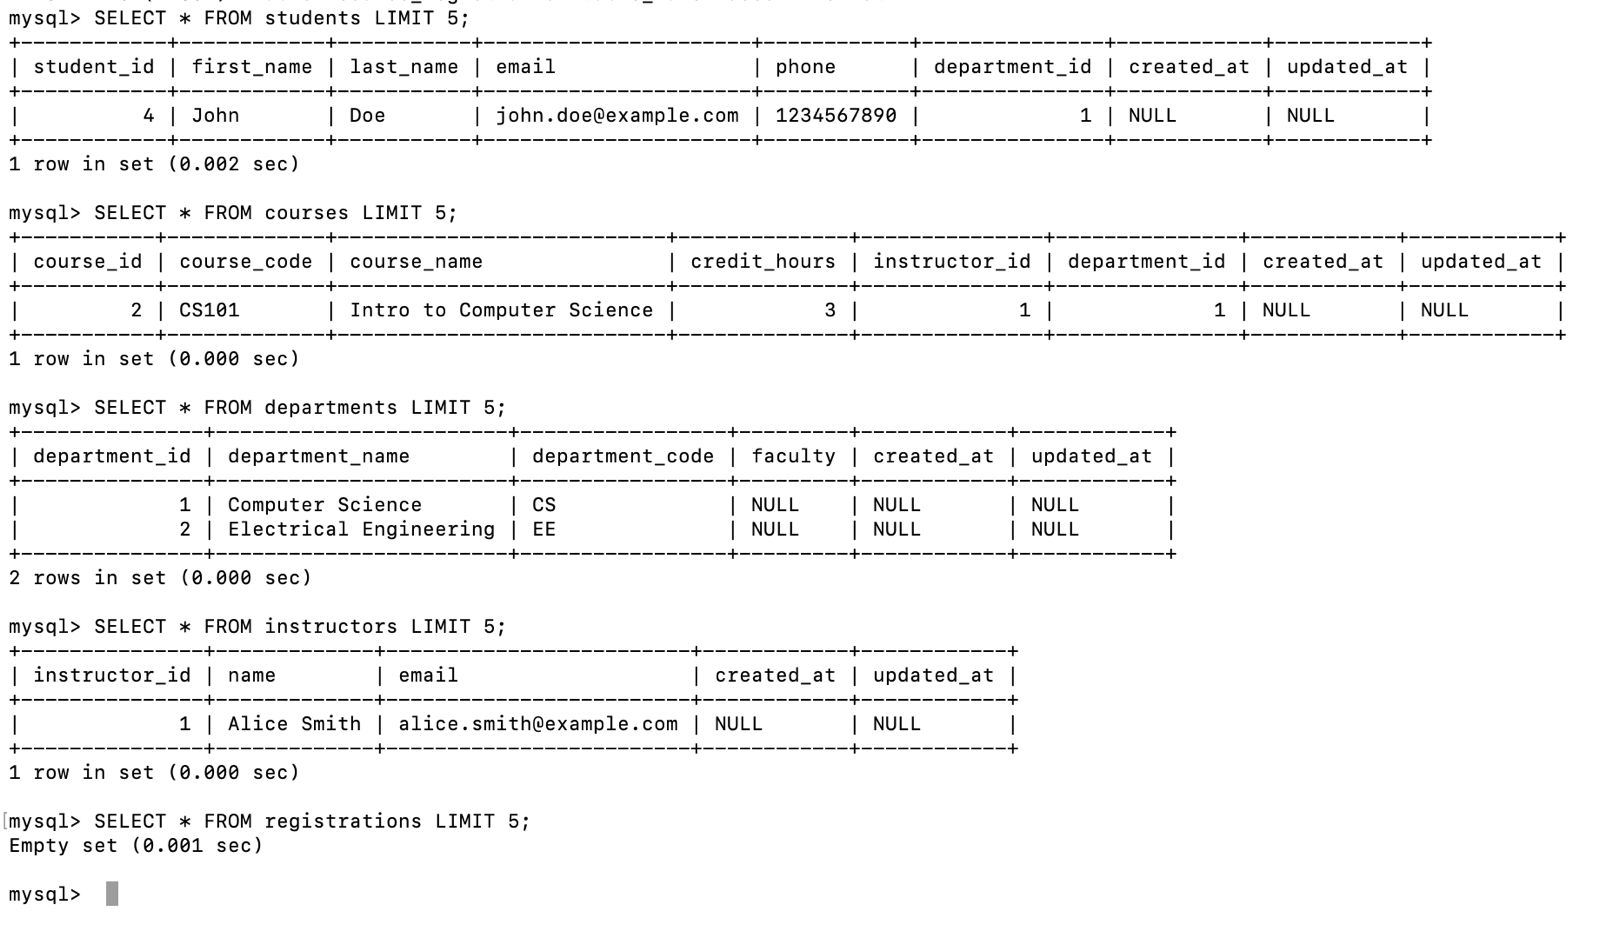 mysql> SELECT * FROM students LIMIT 5;
+------------+------------+-----------+----------------------+------------+---------------+------------+------------+
| student_id | first_name | last_name | email                | phone      | department_id | created_at | updated_at |
+------------+------------+-----------+----------------------+------------+---------------+------------+------------+
|          4 | John       | Doe       | john.doe@example.com | 1234567890 |             1 | NULL       | NULL       |
+------------+------------+-----------+----------------------+------------+---------------+------------+------------+
1 row in set (0.002 sec)

mysql> SELECT * FROM courses LIMIT 5;
+-----------+-------------+---------------------------+--------------+---------------+---------------+------------+------------+
| course_id | course_code | course_name               | credit_hours | instructor_id | department_id | created_at | updated_at |
+-----------+-------------+---------------------------+--------------+---------------+---------------+------------+------------+
|         2 | CS101       | Intro to Computer Science |            3 |             1 |             1 | NULL       | NULL       |
+-----------+-------------+---------------------------+--------------+---------------+---------------+------------+------------+
1 row in set (0.000 sec)

mysql> SELECT * FROM departments LIMIT 5;
+---------------+------------------------+-----------------+---------+------------+------------+
| department_id | department_name        | department_code | faculty | created_at | updated_at |
+---------------+------------------------+-----------------+---------+------------+------------+
|             1 | Computer Science       | CS              | NULL    | NULL       | NULL       |
|             2 | Electrical Engineering | EE              | NULL    | NULL       | NULL       |
+---------------+------------------------+-----------------+---------+------------+------------+
2 rows in set (0.000 sec)

mysql> SELECT * FROM instructors LIMIT 5;
+---------------+-------------+-------------------------+------------+------------+
| instructor_id | name        | email                   | created_at | updated_at |
+---------------+-------------+-------------------------+------------+------------+
|             1 | Alice Smith | alice.smith@example.com | NULL       | NULL       |
+---------------+-------------+-------------------------+------------+------------+
1 row in set (0.000 sec)

[mysql> SELECT * FROM registrations LIMIT 5;
Empty set (0.001 sec)

mysql>